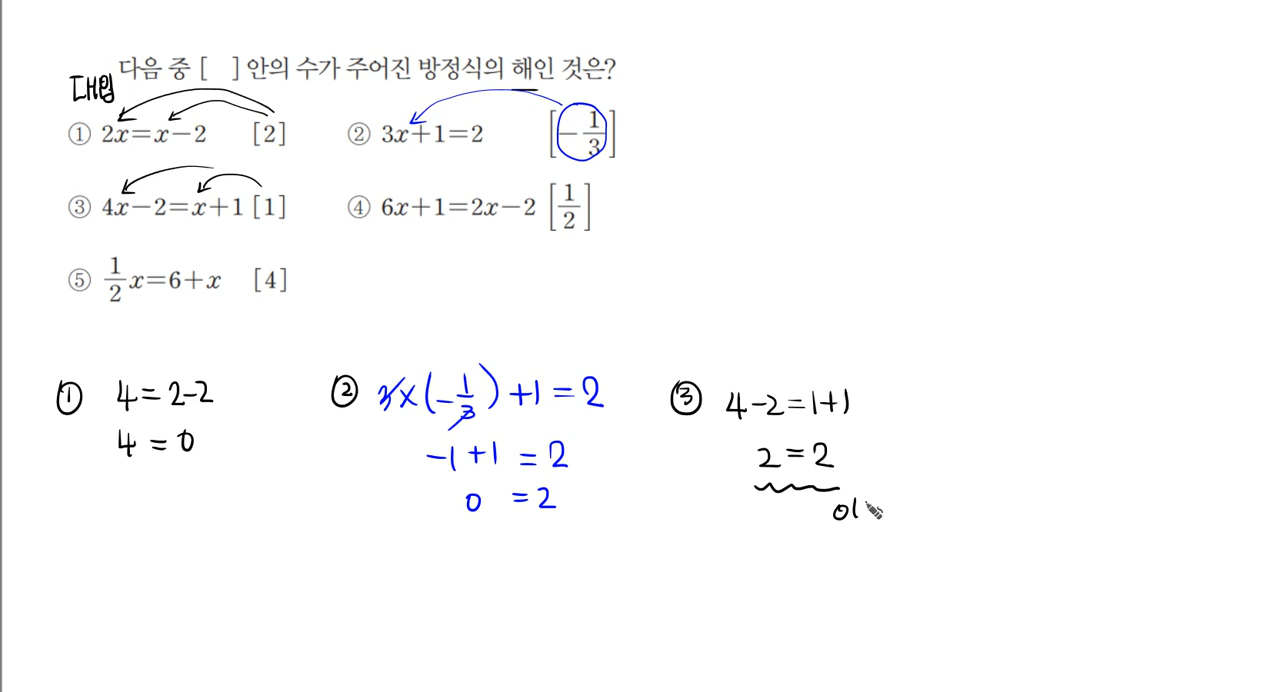 다음 중 [ ] 안의 수가 주어진 방정식의 해인 것은?
대입
① 2x=x-2 [2]
② 3x+1=2 [-1/3]
③ 4x-2=x+1 [1]
④ 6x+1=2x-2 [1/2]
⑤ 1/2x=6+x [4]
① 4=2-2
4=0
② 3×(-1/3)+1=2
-1+1=2
0=2
③ 4-2=1+1
2=2
이